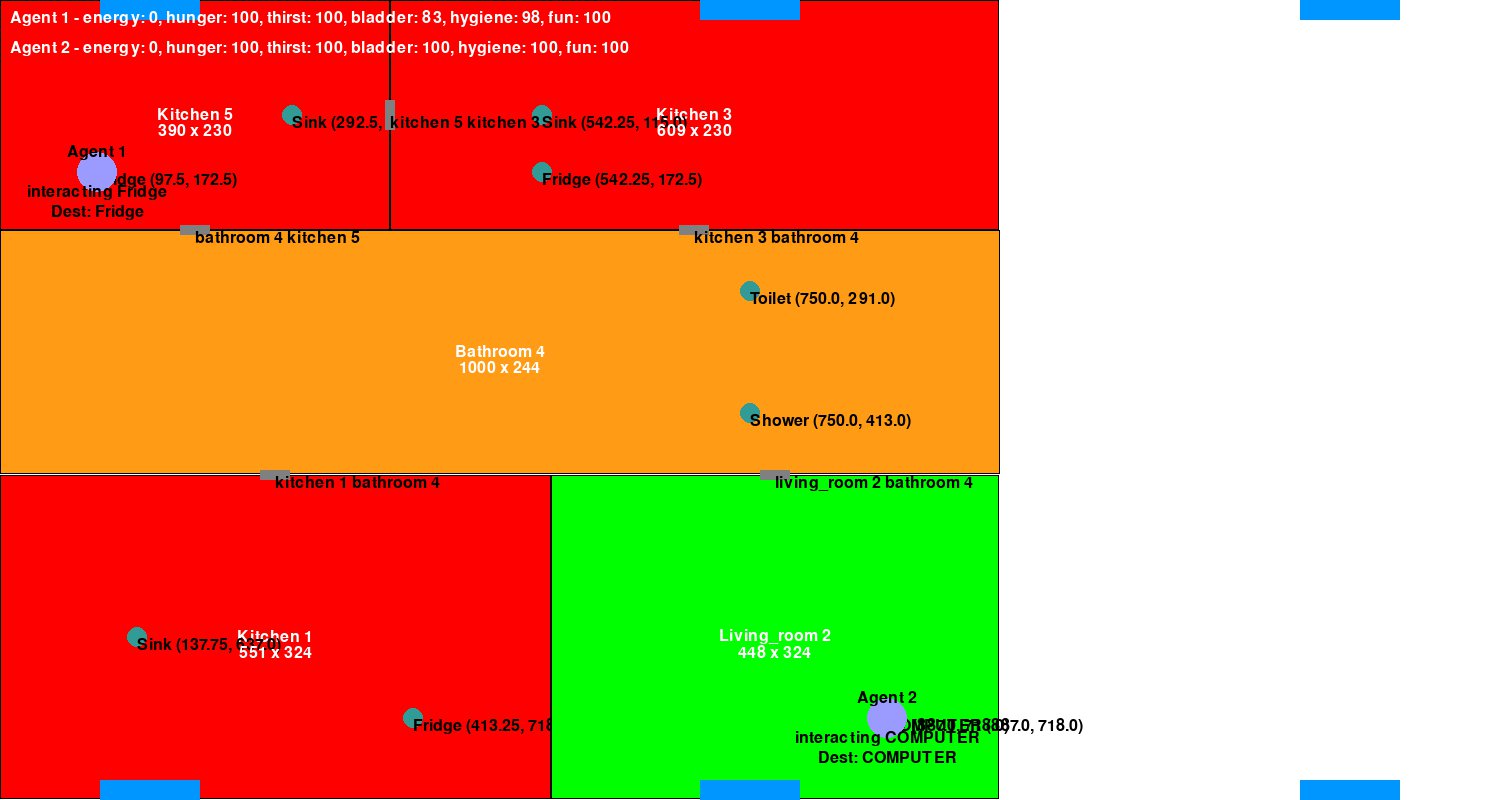 Agent 1 - energy: 0, hunger: 100, thirst: 100, bladder: 83, hygiene: 98, fun: 100
Agent 2 - energy: 0, hunger: 100, thirst: 100, bladder: 100, hygiene: 100, fun: 100
Kitchen 5
390 x 230
Sink (292.5,
kitchen 5 kitchen 3
Sink (542.25, 115.0)
Kitchen 3
609 x 230
Agent 1
(97.5, 172.5)
interacting Fridge
Dest: Fridge
Fridge (542.25, 172.5)
bathroom 4 kitchen 5
kitchen 3 bathroom 4
Toilet (750.0, 291.0)
Bathroom 4
1000 x 244
Shower (750.0, 413.0)
kitchen 1 bathroom 4
living_room 2 bathroom 4
Sink (137.75,
Kitchen 1
551 x 324
Living_room 2
448 x 324
Fridge (413.25, 718
Agent 2
718.0)
interacting COMPUTER
Dest: COMPUTER